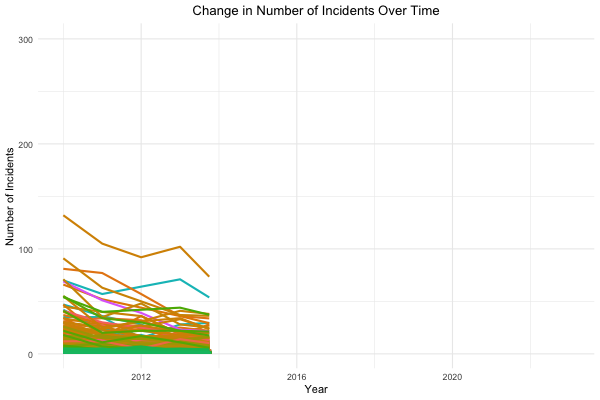 Change in Number of Incidents Over Time
300
200
100
0
Number of Incidents
2012
2016
2020
Year